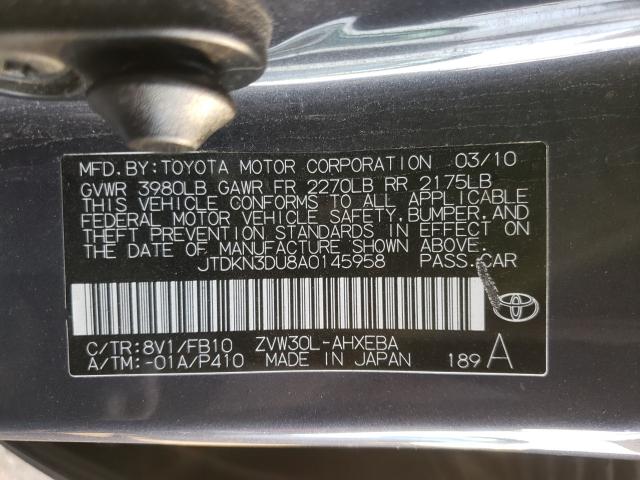 MFD.BY:TOYOTA MOTOR CORPORATION 03/10
GVWR 3980LB GAWR FR 2270LB RR 2175LB
THIS VEHICLE CONFORMS TO ALL APPLICABLE
FEDERAL MOTOR VEHICLE SAFETY,BUMPER,AND
THEFT PREVENTION STANDARDS IN EFFECT ON
THE DATE OF MANUFACTURE SHOWN ABOVE.
JTDKN3DU8A0145958 PASS.CAR
C/TR:8V1/FB10 ZVW30L-AHXEBA
A/TM:-01A/P410 MADE IN JAPAN 189 A